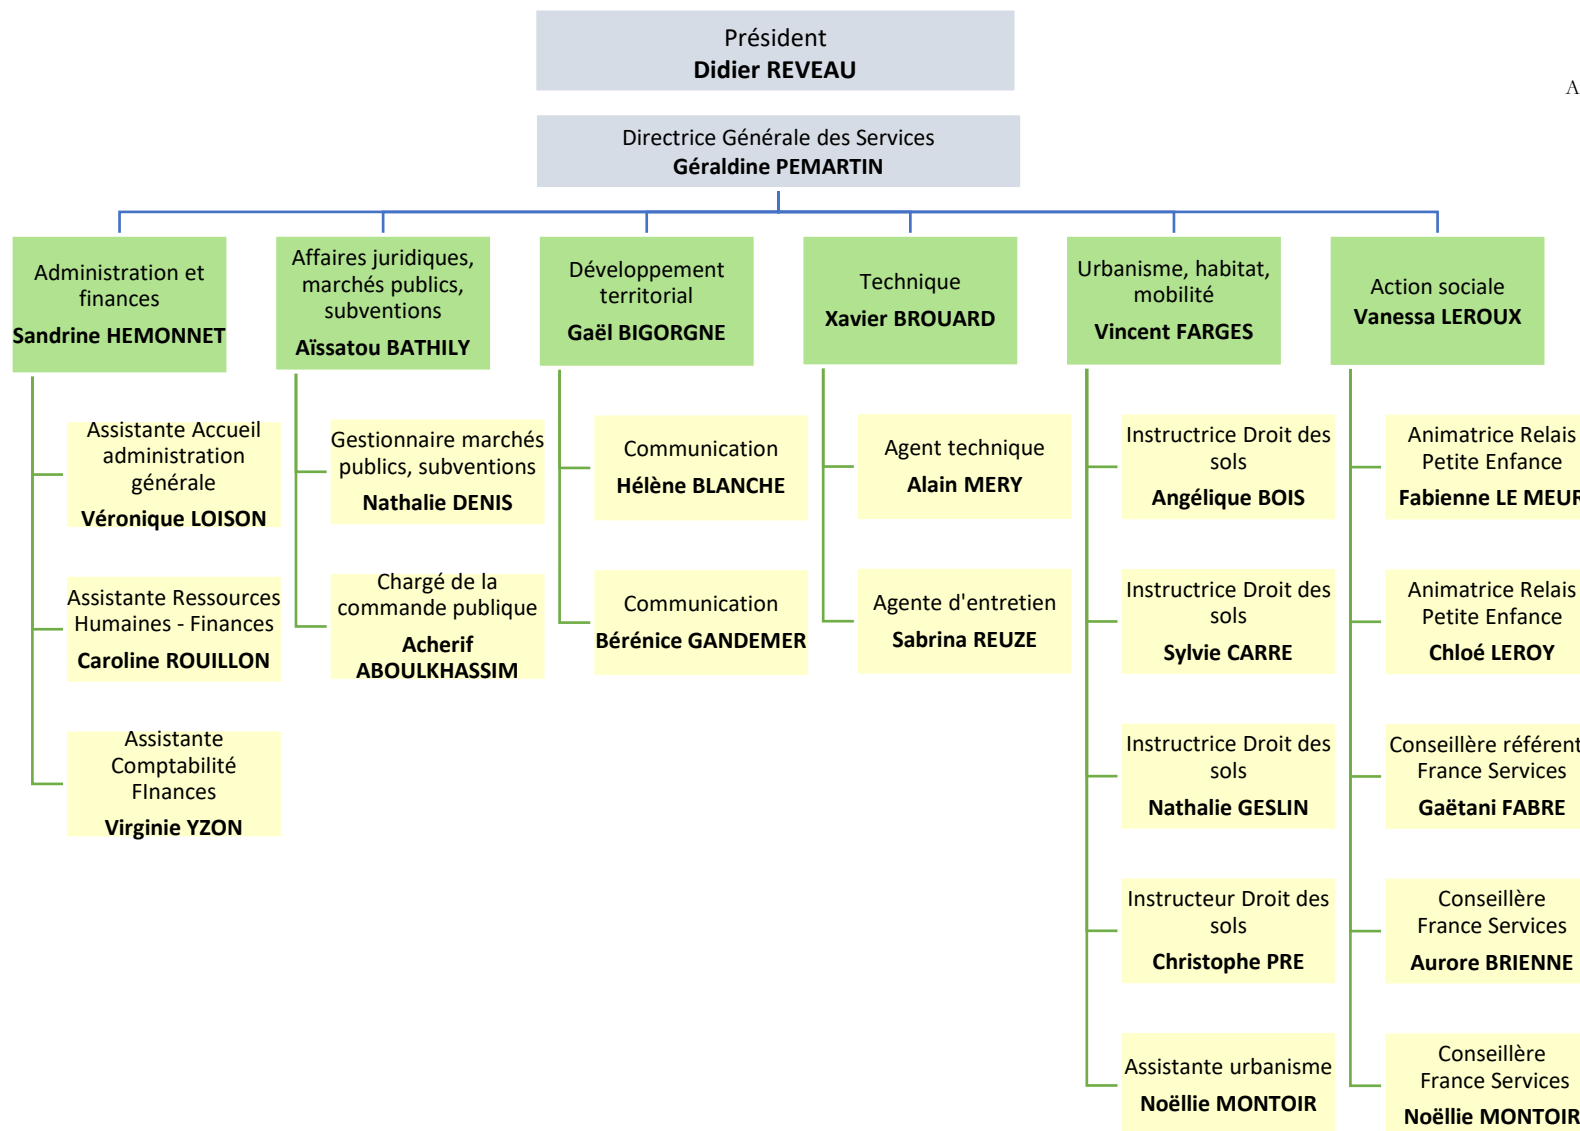 Président
Didier REVEAU
A
Directrice Générale des Services
Géraldine PEMARTIN
Administration et
finances
Sandrine HEMONNET
Affaires juridiques,
marchés publics,
subventions
Aïssatou BATHILY
Développement
territorial
Gaël BIGORGNE
Technique
Xavier BROUARD
Urbanisme, habitat,
mobilité
Vincent FARGES
Action sociale
Vanessa LEROUX
Assistante Accueil
administration
générale
Véronique LOISON
Assistante Ressources
Humaines - Finances
Caroline ROUILLON
Assistante
Comptabilité
FInances
Virginie YZON
Gestionnaire marchés
publics, subventions
Nathalie DENIS
Chargé de la
commande publique
Acherif
ABOULKHASSIM
Communication
Hélène BLANCHE
Communication
Bérénice GANDEMER
Agent technique
Alain MERY
Agente d'entretien
Sabrina REUZE
Instructrice Droit des
sols
Angélique BOIS
Instructrice Droit des
sols
Sylvie CARRE
Instructrice Droit des
sols
Nathalie GESLIN
Instructeur Droit des
sols
Christophe PRE
Assistante urbanisme
Noëllie MONTOIR
Animatrice Relais
Petite Enfance
Fabienne LE MEUR
Animatrice Relais
Petite Enfance
Chloé LEROY
Conseillère référent
France Services
Gaëtani FABRE
Conseillère
France Services
Aurore BRIENNE
Conseillère
France Services
Noëllie MONTOIR